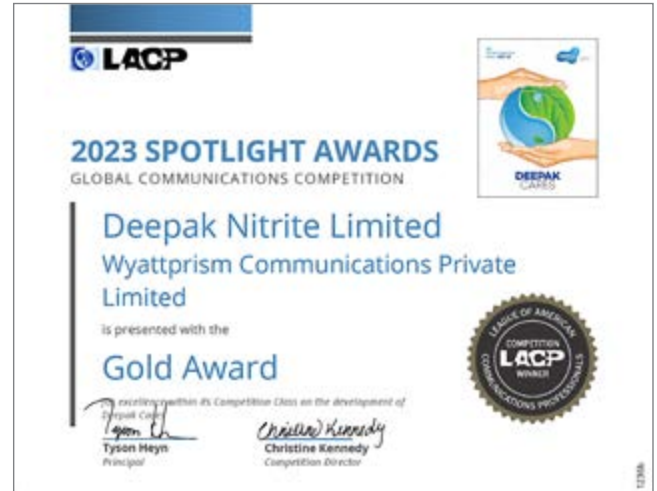 LACP
2023 SPOTLIGHT AWARDS
GLOBAL COMMUNICATIONS COMPETITION
DEEPAK
CARES
Deepak Nitrite Limited
Wyattprism Communications Private
Limited
is presented with the
Gold Award
excellence within its Competition Class on the development of
Deepak Cares
Tyson Heyn
Principal
Christine Kennedy
Christine Kennedy
Competition Director
LEAGUE OF AMERICAN
COMPETITION
LACP
WINNER
COMMUNICATIONS PROFESSIONALS